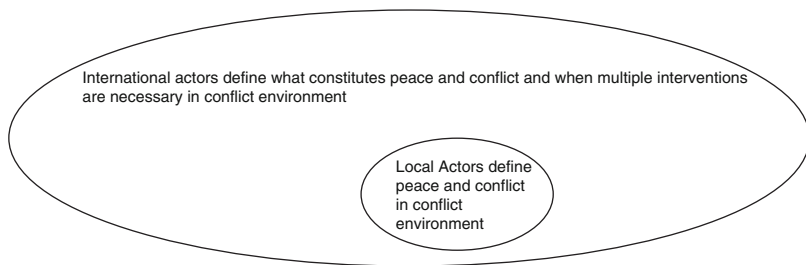 International actors define what constitutes peace and conflict and when multiple interventions
are necessary in conflict environment
Local Actors define
peace and conflict
in conflict
environment